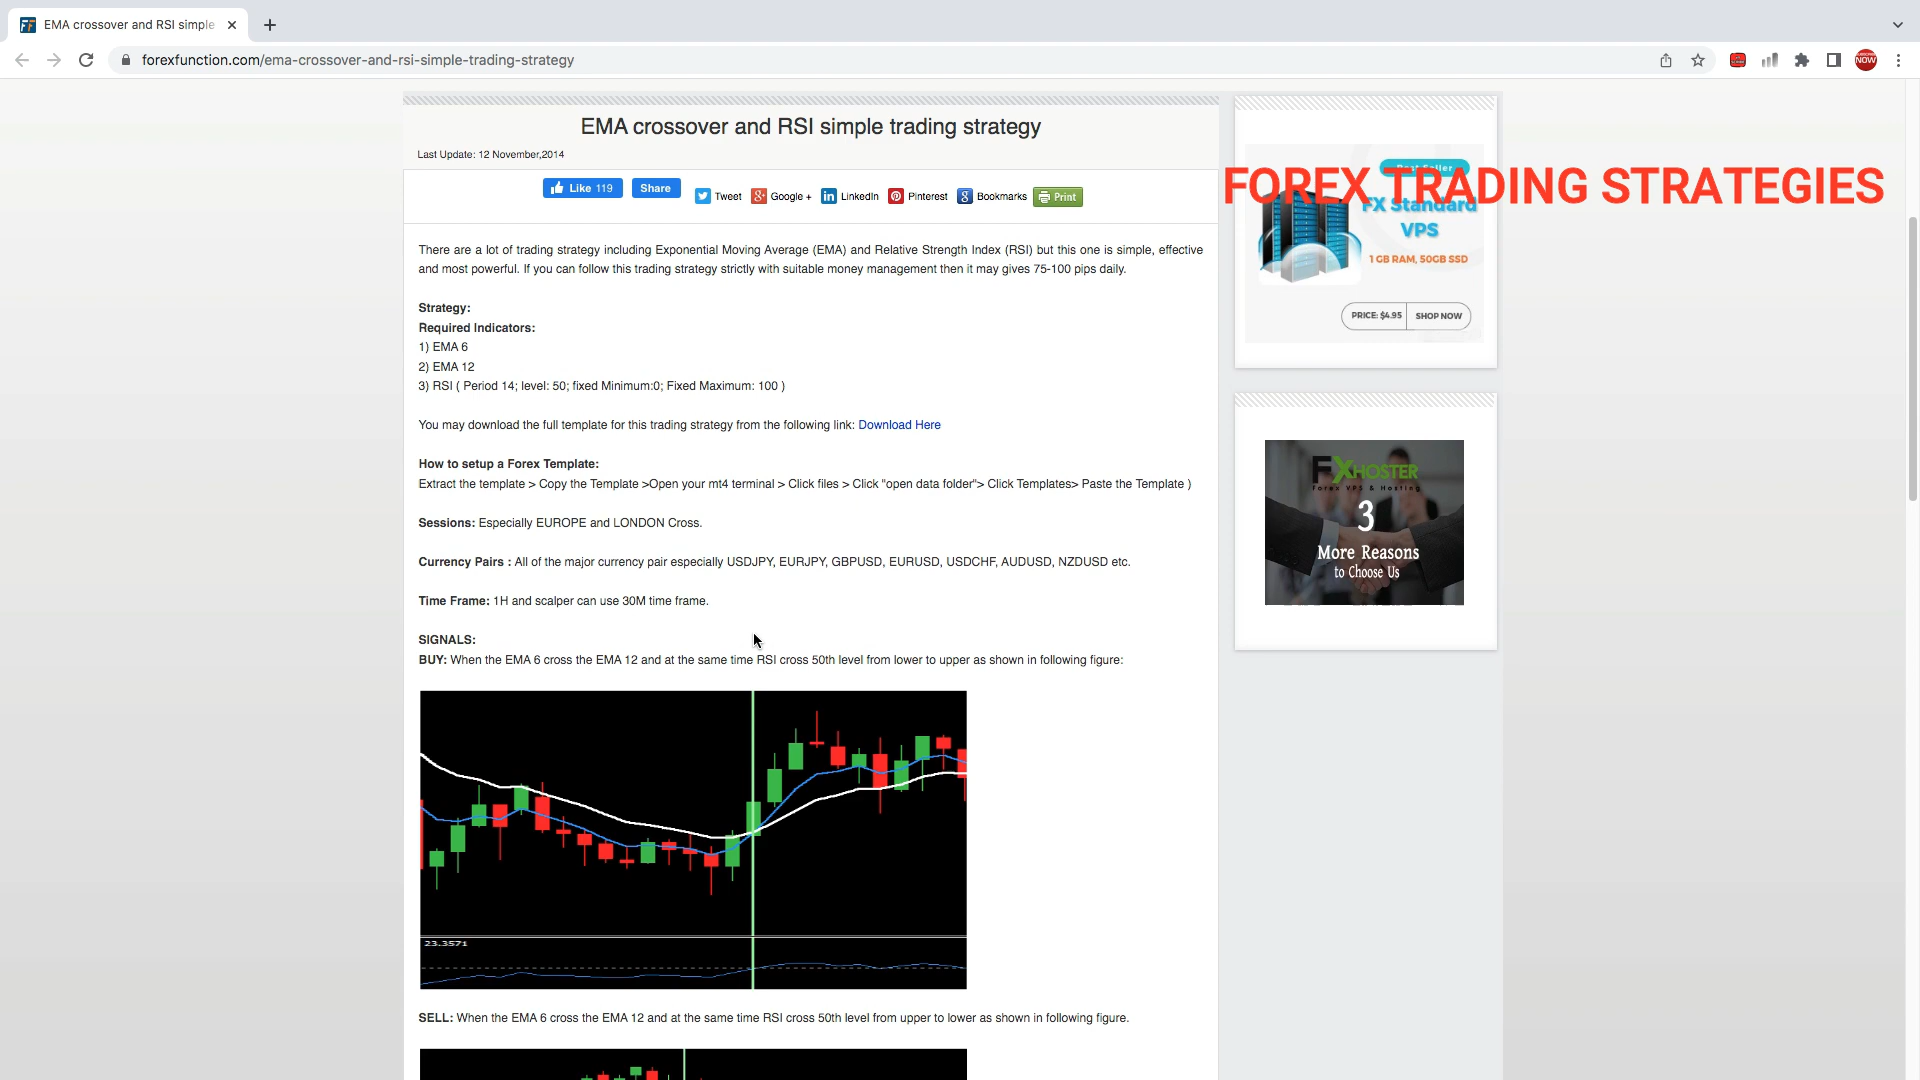 EMA crossover and RSI simple
forexfunction.com/ema-crossover-and-rsi-simple-trading-strategy
NOW
EMA crossover and RSI simple trading strategy
Last Update: 12 November,2014
Like 119 Share Tweet Google + LinkedIn Pinterest Bookmarks Print
FOREX TRADING STRATEGIES
Best Seller
FX Standard
VPS
1 GB RAM, 50GB SSD
PRICE: $4.95 SHOP NOW
There are a lot of trading strategy including Exponential Moving Average (EMA) and Relative Strength Index (RSI) but this one is simple, effective
and most powerful. If you can follow this trading strategy strictly with suitable money management then it may gives 75-100 pips daily.
Strategy:
Required Indicators:
1) EMA 6
2) EMA 12
3) RSI ( Period 14; level: 50; fixed Minimum:0; Fixed Maximum: 100 )
You may download the full template for this trading strategy from the following link: Download Here
How to setup a Forex Template:
Extract the template > Copy the Template >Open your mt4 terminal > Click files > Click "open data folder"> Click Templates> Paste the Template )
Sessions: Especially EUROPE and LONDON Cross.
Currency Pairs : All of the major currency pair especially USDJPY, EURJPY, GBPUSD, EURUSD, USDCHF, AUDUSD, NZDUSD etc.
Time Frame: 1H and scalper can use 30M time frame.
SIGNALS:
BUY: When the EMA 6 cross the EMA 12 and at the same time RSI cross 50th level from lower to upper as shown in following figure:
23.3571
SELL: When the EMA 6 cross the EMA 12 and at the same time RSI cross 50th level from upper to lower as shown in following figure.
FXHOSTER
Forex VPS & Hosting
3
More Reasons
to Choose Us